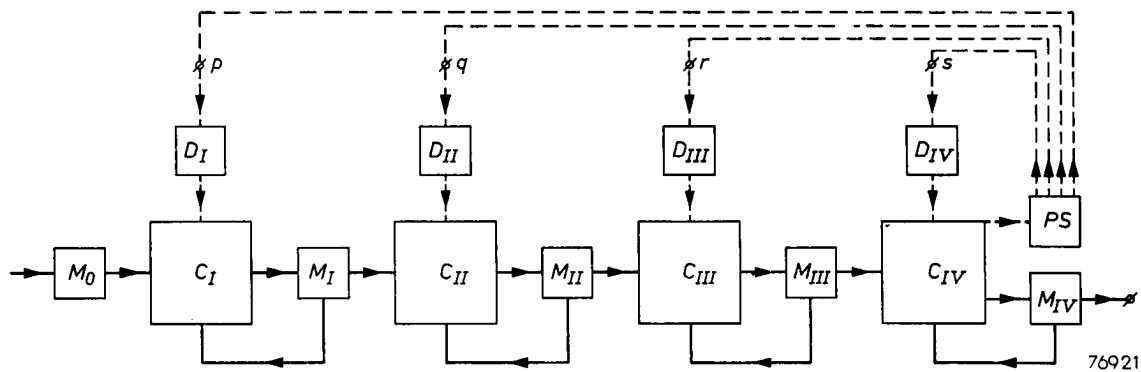 p q r s
D_I D_II D_III D_IV
PS
M_0 C_I M_I C_II M_II C_III M_III C_IV
M_IV
76921